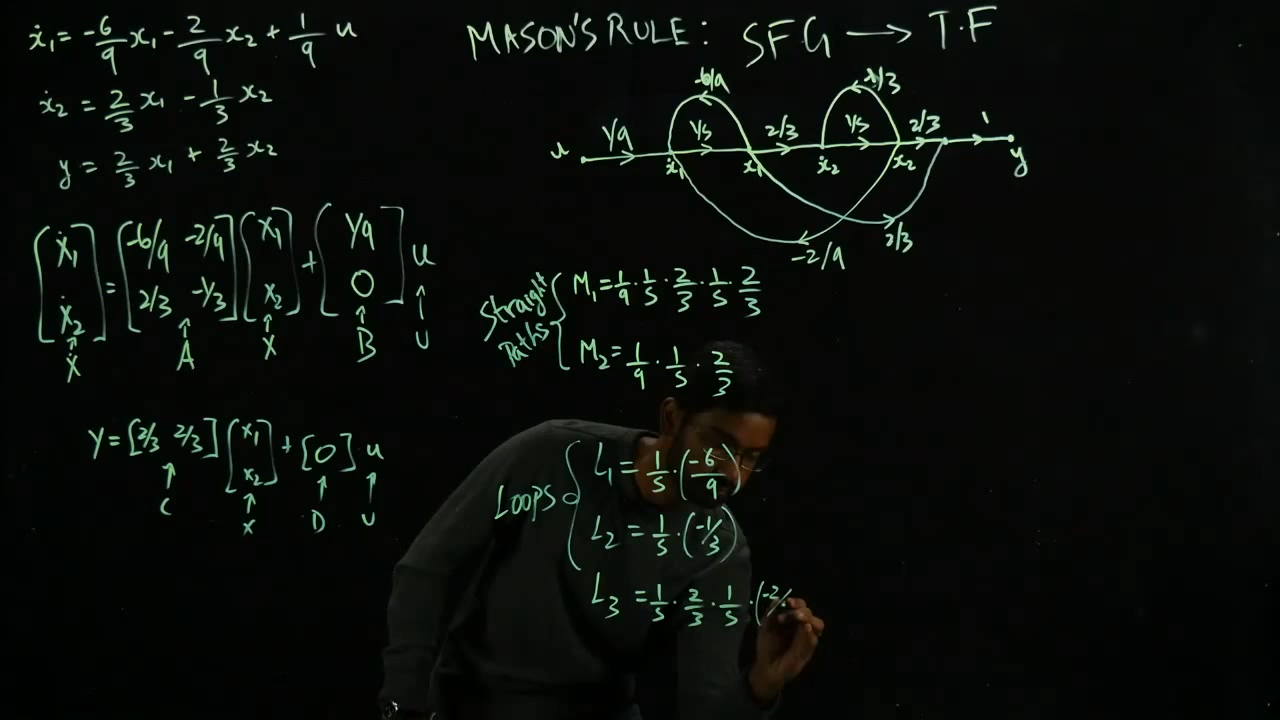 ẋ₁ = -6/9 x₁ - 2/9 x₂ + 1/9 u
ẋ₂ = 2/3 x₁ - 1/3 x₂
y = 2/3 x₁ + 2/3 x₂
[ẋ₁ ẋ₂] = [-6/9 -2/9 2/3 -1/3] [x₁ x₂] + [1/9 0] u
↑ Ẋ ↑ A ↑ X ↑ B ↑ U
Y = [2/3 2/3] [x₁ x₂] + [0] u
↑ C ↑ X ↑ D ↑ U
MASON'S RULE: SFG → T.F
-6/9
u 1/9 ẋ₁ 1/s x₁ 2/3 ẋ₂ 1/s x₂ 2/3 1 y
-2/9 2/3
Straight Paths { M₁ = 1/9 · 1/s · 2/3 · 1/s · 2/3
M₂ = 1/9 · 1/s · 2/3
Loops { L₁ = 1/s · (-6/9)
L₂ = 1/s · (-1/3)
L₃ = 1/s · 2/3 · 1/s · (-2/